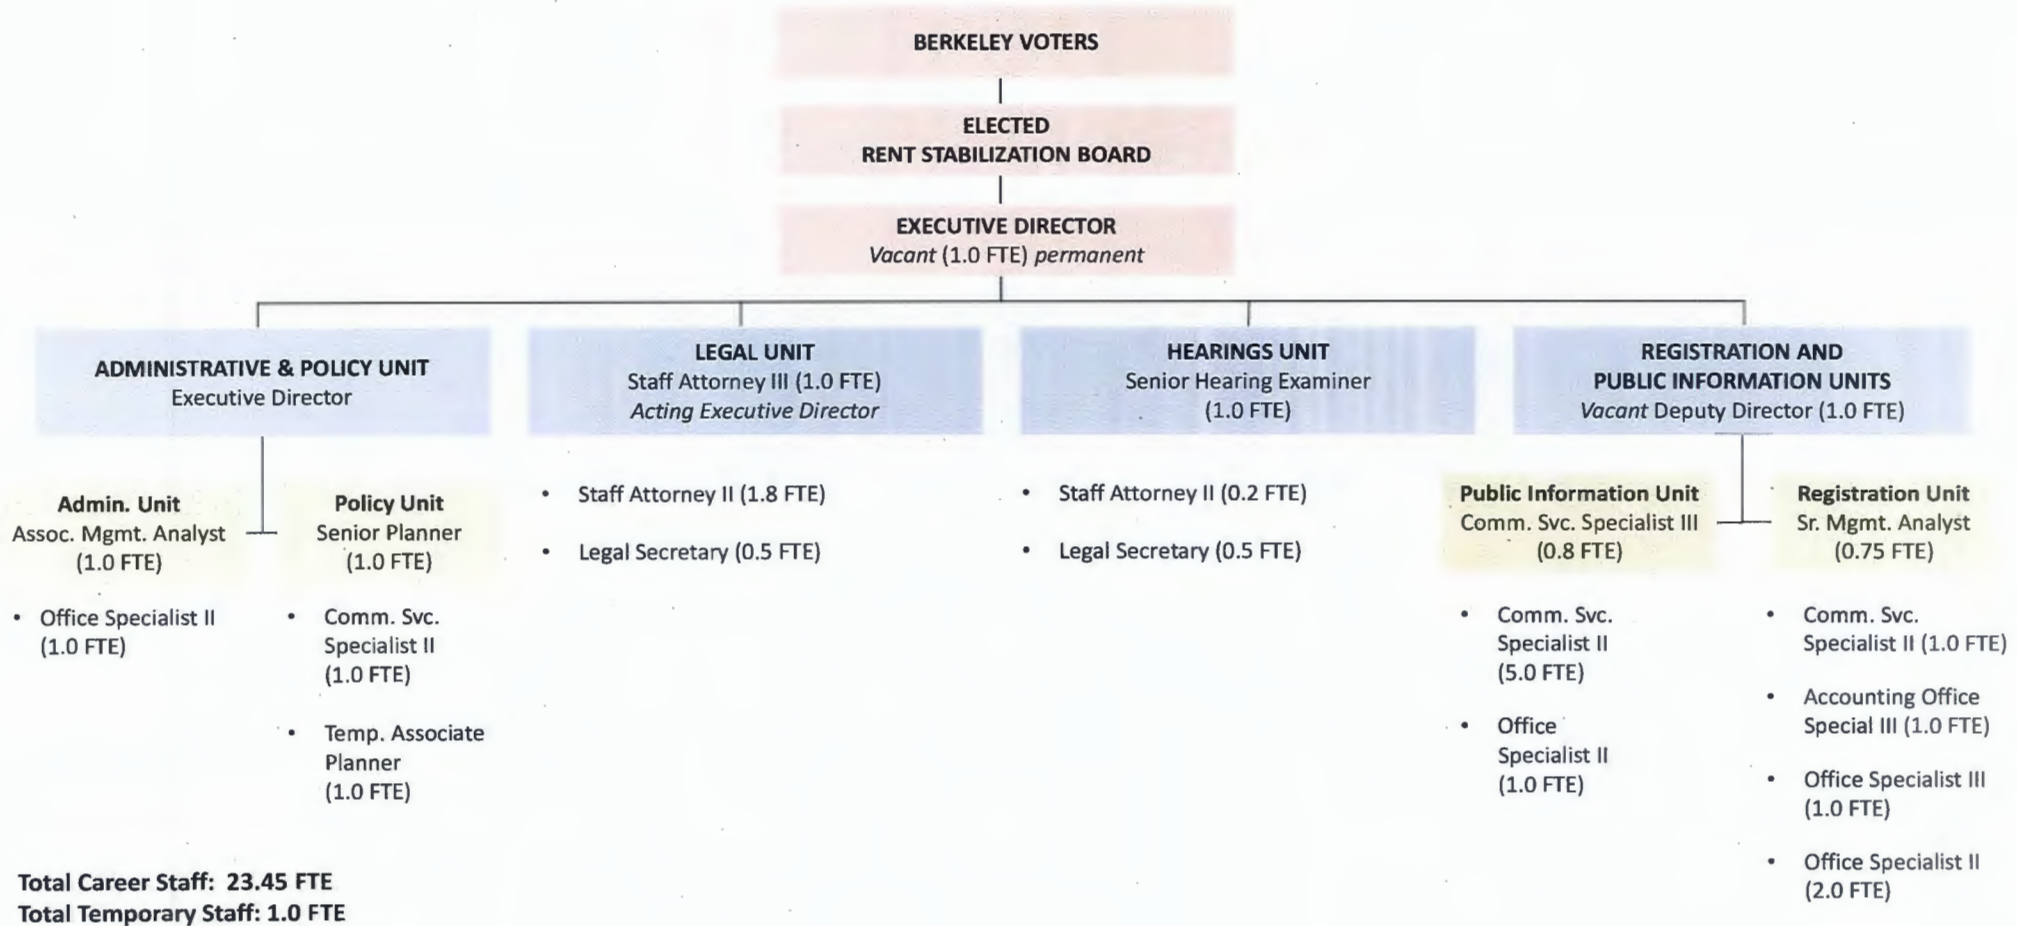 BERKELEY VOTERS
ELECTED
RENT STABILIZATION BOARD
EXECUTIVE DIRECTOR
Vacant (1.0 FTE) permanent
ADMINISTRATIVE & POLICY UNIT
Executive Director
LEGAL UNIT
Staff Attorney III (1.0 FTE)
Acting Executive Director
HEARINGS UNIT
Senior Hearing Examiner
(1.0 FTE)
REGISTRATION AND
PUBLIC INFORMATION UNITS
Vacant Deputy Director (1.0 FTE)
Admin. Unit
Assoc. Mgmt. Analyst
(1.0 FTE)
• Office Specialist II
(1.0 FTE)
Policy Unit
Senior Planner
(1.0 FTE)
• Comm. Svc.
Specialist II
(1.0 FTE)
• Temp. Associate
Planner
(1.0 FTE)
• Staff Attorney II (1.8 FTE)
• Legal Secretary (0.5 FTE)
• Staff Attorney II (0.2 FTE)
• Legal Secretary (0.5 FTE)
Public Information Unit
Comm. Svc. Specialist III
(0.8 FTE)
• Comm. Svc.
Specialist II
(5.0 FTE)
• Office
Specialist II
(1.0 FTE)
Registration Unit
Sr. Mgmt. Analyst
(0.75 FTE)
• Comm. Svc.
Specialist II (1.0 FTE)
• Accounting Office
Special III (1.0 FTE)
• Office Specialist III
(1.0 FTE)
• Office Specialist II
(2.0 FTE)
Total Career Staff: 23.45 FTE
Total Temporary Staff: 1.0 FTE